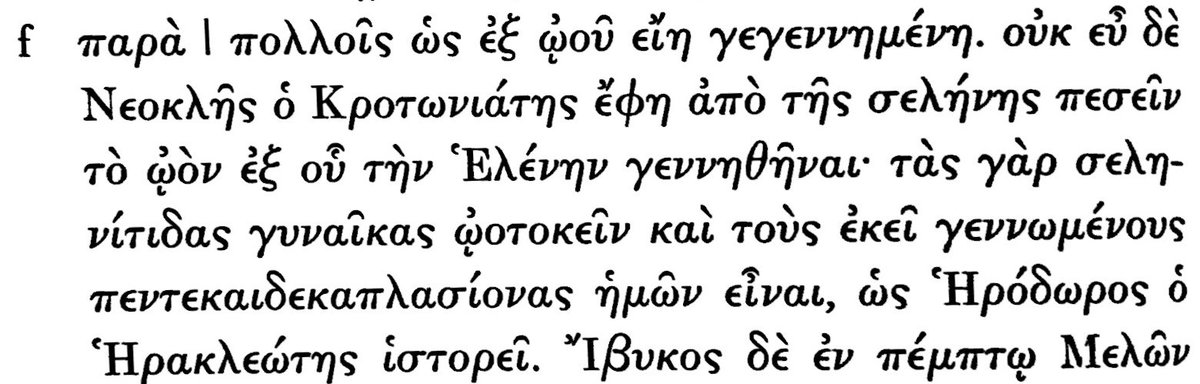 f παρὰ | πολλοῖς ὡς ἐξ ᾠοῦ εἴη γεγεννημένη. οὐκ εὖ δὲ
Νεοκλῆς ὁ Κροτωνιάτης ἔφη ἀπὸ τῆς σελήνης πεσεῖν
τὸ ᾠὸν ἐξ οὗ τὴν Ἑλένην γεννηθῆναι· τὰς γὰρ σελη-
νίτιδας γυναῖκας ᾠοτοκεῖν καὶ τοὺς ἐκεῖ γεννωμένους
πεντεκαιδεκαπλασίονας ἡμῶν εἶναι, ὡς Ἡρόδωρος ὁ
Ἡρακλεώτης ἱστορεῖ. Ἴβυκος δὲ ἐν πέμπτῳ Μελῶν